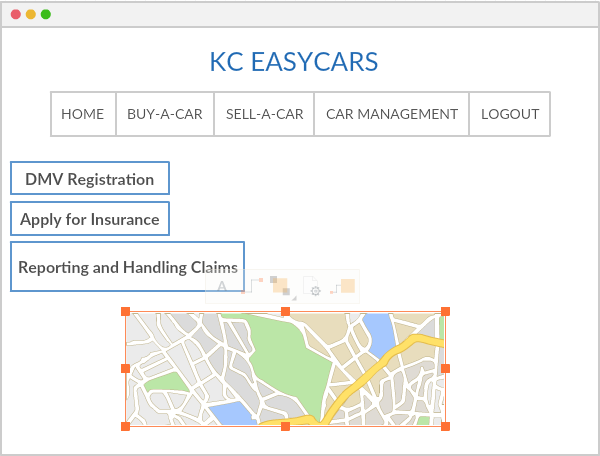 KC EASYCARS
HOME BUY-A-CAR SELL-A-CAR CAR MANAGEMENT LOGOUT
DMV Registration
Apply for Insurance
Reporting and Handling Claims
A